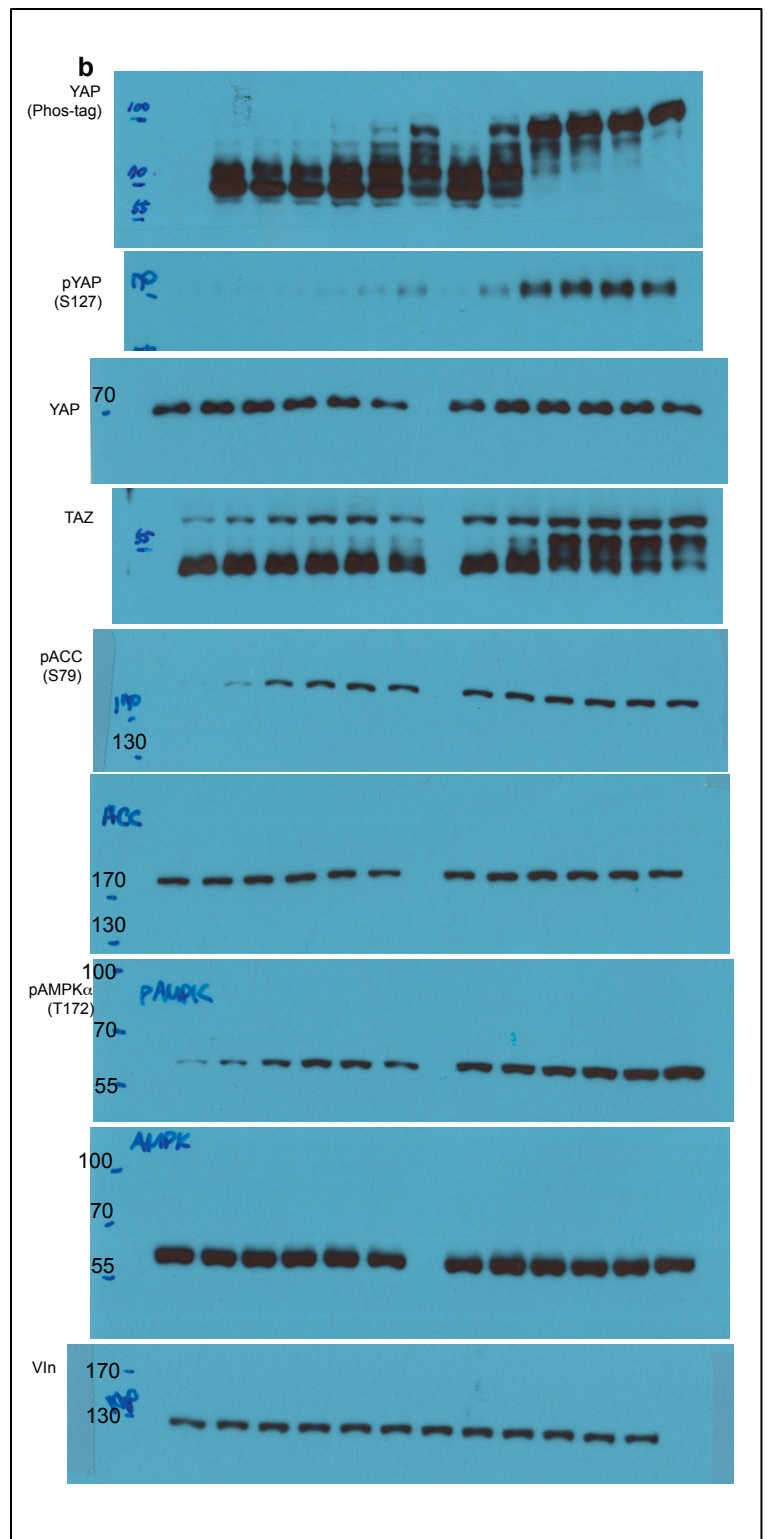 b
YAP
(Phos-tag)
100
70
55
pYAP
(S127)
70
YAP
70
TAZ
55
pACC
(S79)
170
130
ACC
170
130
pAMPKα
(T172)
100
pAMPK
70
55
AMPK
100
70
55
Vln
170
130